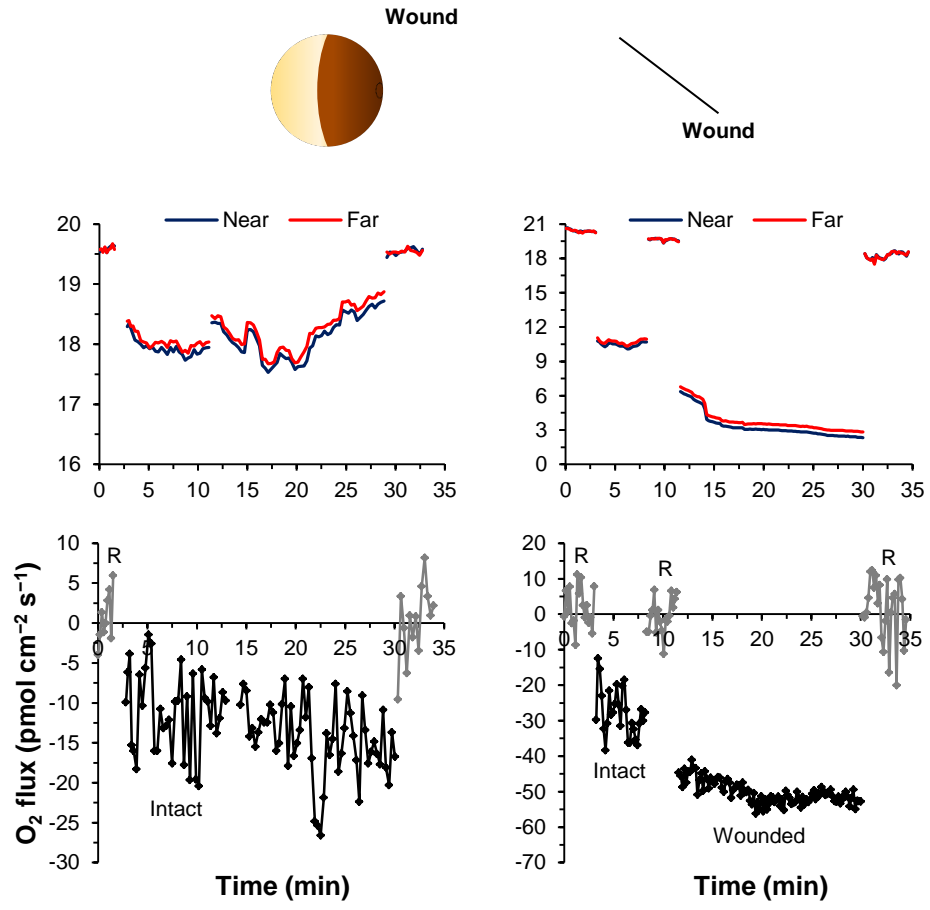 Wound
Wound
Near Far
20
19
18
17
16
0 5 10 15 20 25 30 35
Near Far
21
18
15
12
9
6
3
0
0 5 10 15 20 25 30 35
O2 flux (pmol cm−2 s−1)
10
5
0
-5
-10
-15
-20
-25
-30
R
0 5 10 15 20 25 30 35
Intact
Time (min)
20
10
0
-10
-20
-30
-40
-50
-60
-70
R R R
0 5 10 15 20 25 30 35
Intact
Wounded
Time (min)